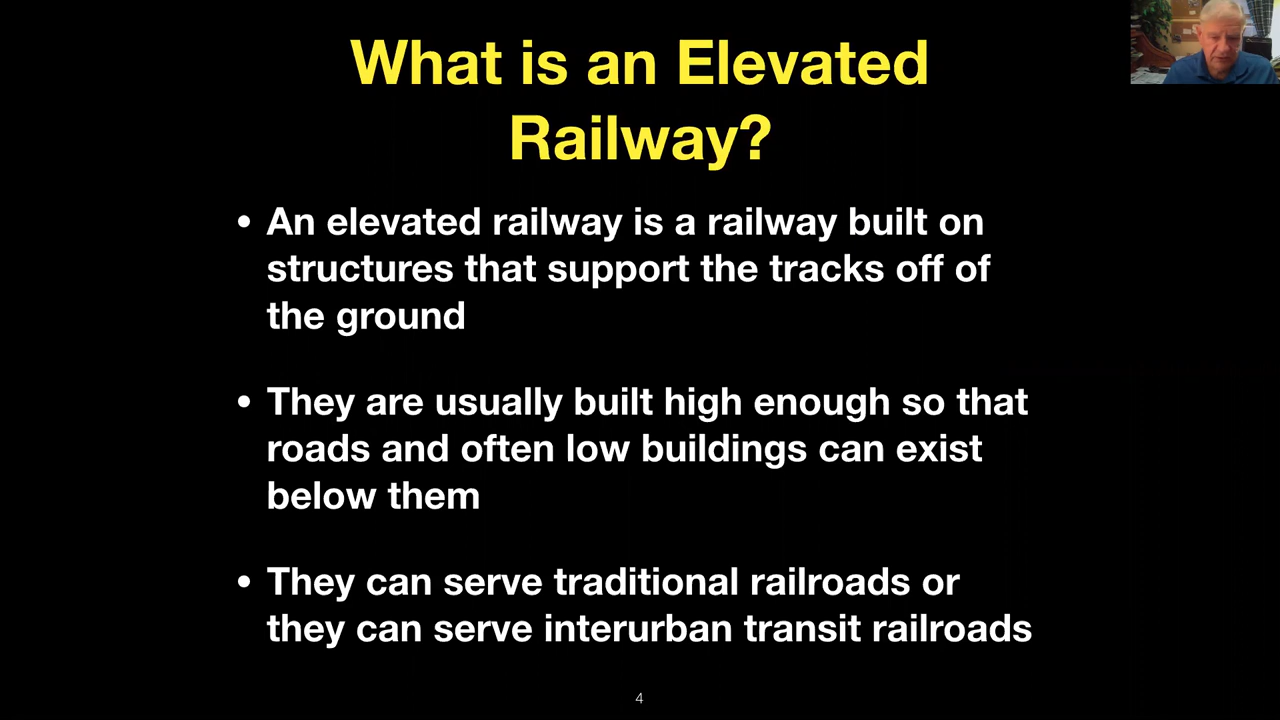 What is an Elevated
Railway?
• An elevated railway is a railway built on
structures that support the tracks off of
the ground
• They are usually built high enough so that
roads and often low buildings can exist
below them
• They can serve traditional railroads or
they can serve interurban transit railroads
4